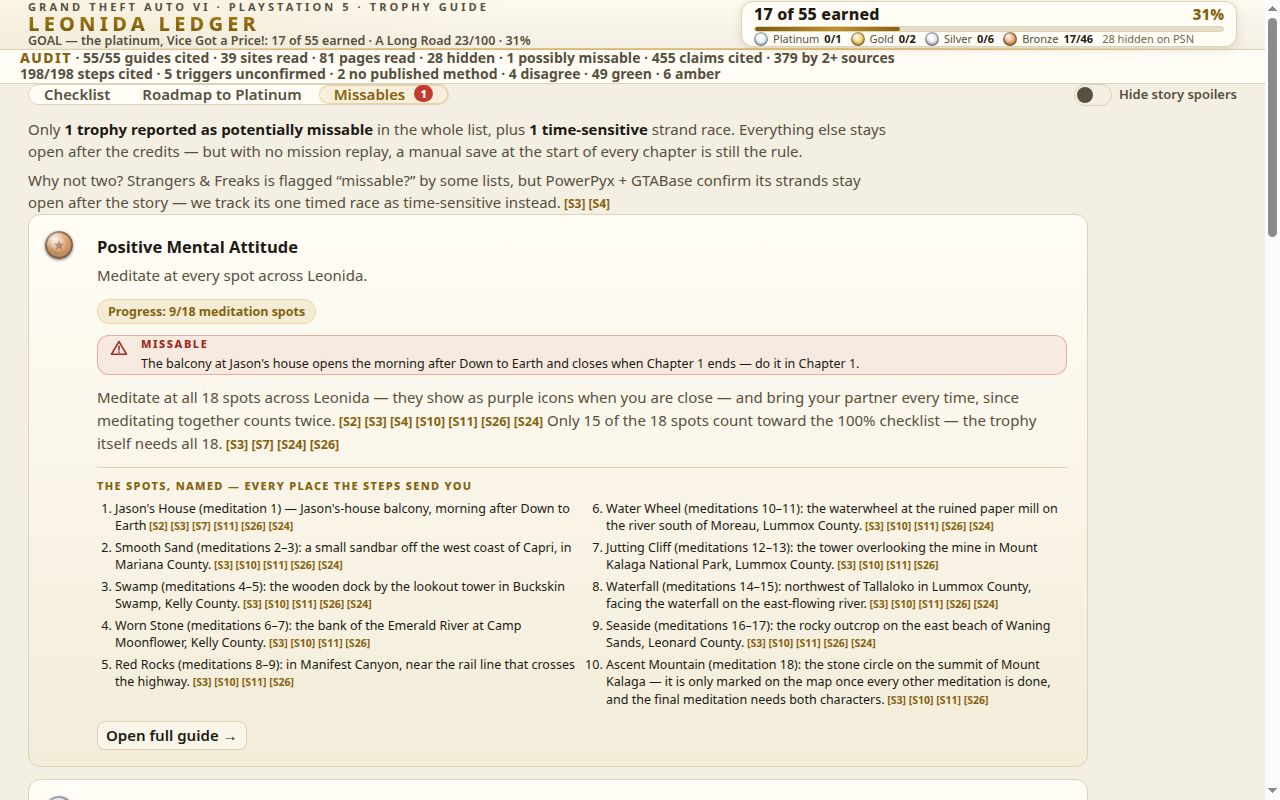 GRAND THEFT AUTO VI · PLAYSTATION 5 · TROPHY GUIDE
LEONIDA LEDGER
GOAL — the platinum, Vice Got a Price!: 17 of 55 earned · A Long Road 23/100 · 31%
17 of 55 earned 31%
Platinum 0/1 Gold 0/2 Silver 0/6 Bronze 17/46 28 hidden on PSN
AUDIT · 55/55 guides cited · 39 sites read · 81 pages read · 28 hidden · 1 possibly missable · 455 claims cited · 379 by 2+ sources
198/198 steps cited · 5 triggers unconfirmed · 2 no published method · 4 disagree · 49 green · 6 amber
Checklist Roadmap to Platinum Missables 1 Hide story spoilers
Only 1 trophy reported as potentially missable in the whole list, plus 1 time-sensitive strand race. Everything else stays
open after the credits — but with no mission replay, a manual save at the start of every chapter is still the rule.
Why not two? Strangers & Freaks is flagged “missable?” by some lists, but PowerPyx + GTABase confirm its strands stay
open after the story — we track its one timed race as time-sensitive instead. [S3] [S4]
Positive Mental Attitude
Meditate at every spot across Leonida.
Progress: 9/18 meditation spots
MISSABLE
The balcony at Jason's house opens the morning after Down to Earth and closes when Chapter 1 ends — do it in Chapter 1.
Meditate at all 18 spots across Leonida — they show as purple icons when you are close — and bring your partner every time, since
meditating together counts twice. [S2] [S3] [S4] [S10] [S11] [S26] [S24] Only 15 of the 18 spots count toward the 100% checklist — the trophy
itself needs all 18. [S3] [S7] [S24] [S26]
THE SPOTS, NAMED — EVERY PLACE THE STEPS SEND YOU
1. Jason's House (meditation 1) — Jason's-house balcony, morning after Down to
Earth [S2] [S3] [S7] [S11] [S26] [S24]
2. Smooth Sand (meditations 2–3): a small sandbar off the west coast of Capri, in
Mariana County. [S3] [S10] [S11] [S26] [S24]
3. Swamp (meditations 4–5): the wooden dock by the lookout tower in Buckskin
Swamp, Kelly County. [S3] [S10] [S11] [S26] [S24]
4. Worn Stone (meditations 6–7): the bank of the Emerald River at Camp
Moonflower, Kelly County. [S3] [S10] [S11] [S26]
5. Red Rocks (meditations 8–9): in Manifest Canyon, near the rail line that crosses
the highway. [S3] [S10] [S11] [S26]
6. Water Wheel (meditations 10–11): the waterwheel at the ruined paper mill on
the river south of Moreau, Lummox County. [S3] [S10] [S11] [S26] [S24]
7. Jutting Cliff (meditations 12–13): the tower overlooking the mine in Mount
Kalaga National Park, Lummox County. [S3] [S10] [S11] [S26]
8. Waterfall (meditations 14–15): northwest of Tallaloko in Lummox County,
facing the waterfall on the east-flowing river. [S3] [S10] [S11] [S26] [S24]
9. Seaside (meditations 16–17): the rocky outcrop on the east beach of Waning
Sands, Leonard County. [S3] [S10] [S11] [S26] [S24]
10. Ascent Mountain (meditation 18): the stone circle on the summit of Mount
Kalaga — it is only marked on the map once every other meditation is done,
and the final meditation needs both characters. [S3] [S10] [S11] [S26]
Open full guide →